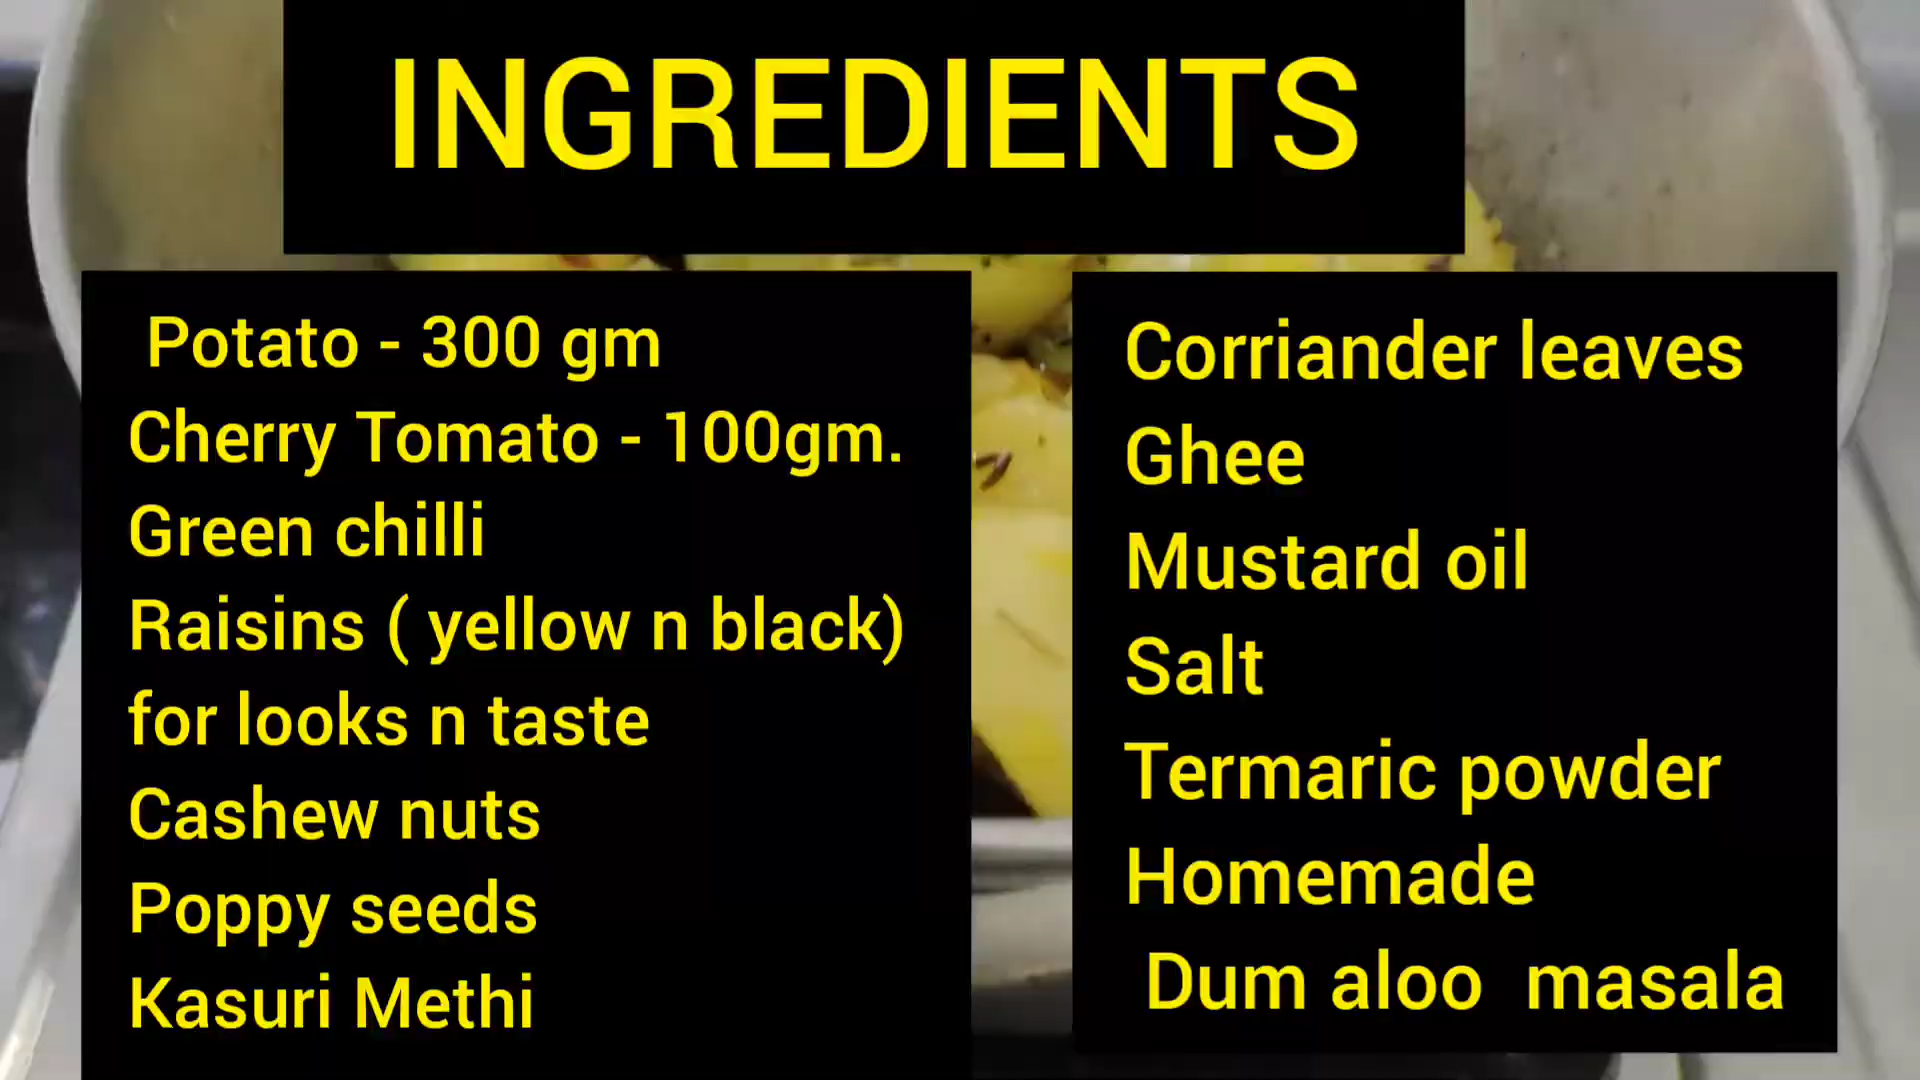 INGREDIENTS
Potato - 300 gm
Cherry Tomato - 100gm.
Green chilli
Raisins ( yellow n black)
for looks n taste
Cashew nuts
Poppy seeds
Kasuri Methi
Corriander leaves
Ghee
Mustard oil
Salt
Termaric powder
Homemade
Dum aloo masala